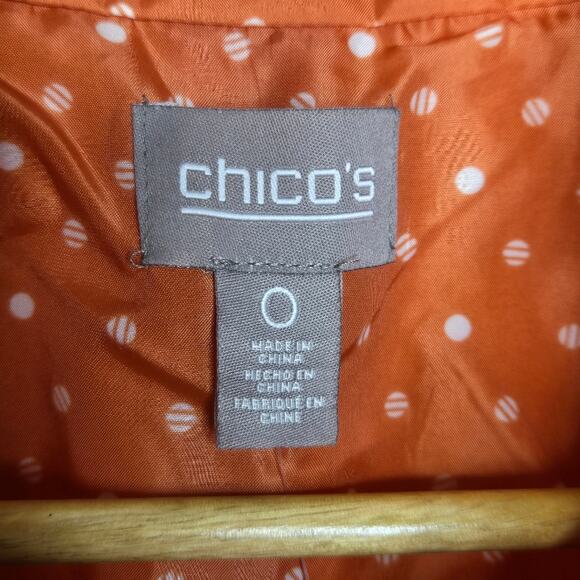 chico's
0
MADE IN
CHINA
HECHO EN
CHINA
FABRIQUÉ EN
CHINE